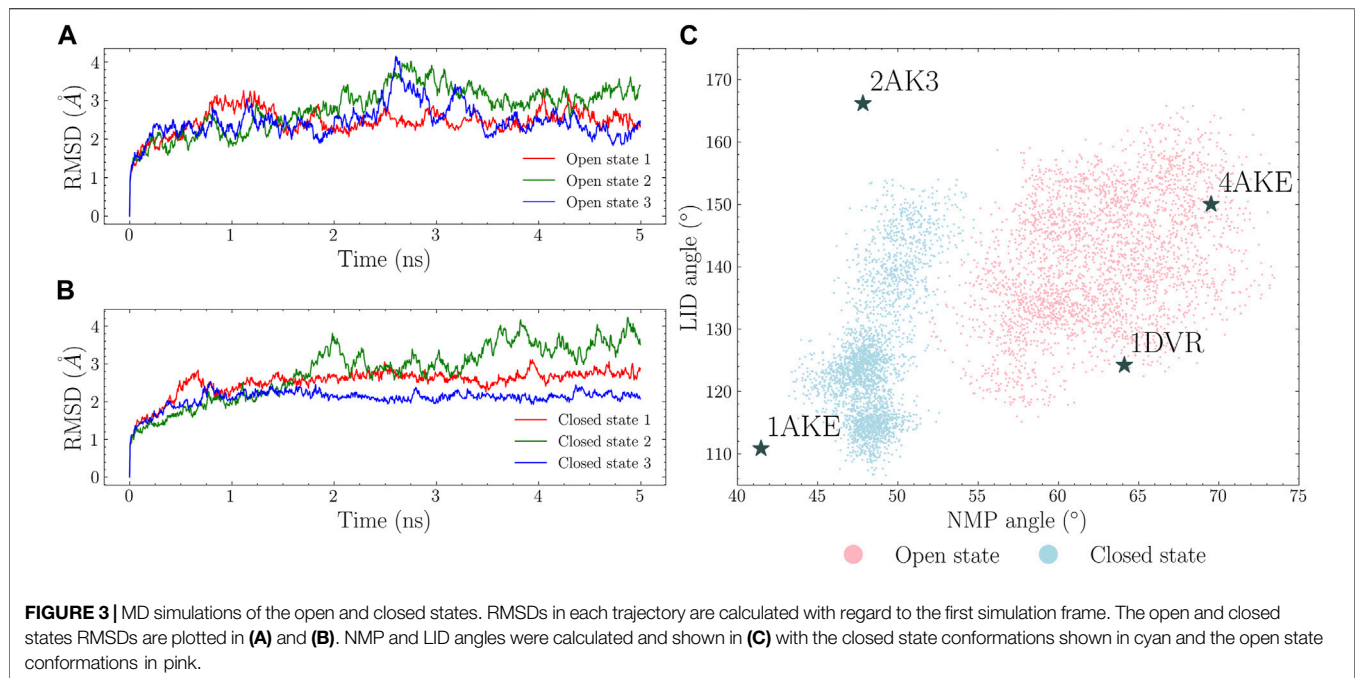 A
RMSD (Å)
4
3
2
1
0
Open state 1
Open state 2
Open state 3
0 1 2 3 4 5
Time (ns)
B
RMSD (Å)
4
3
2
1
0
Closed state 1
Closed state 2
Closed state 3
0 1 2 3 4 5
Time (ns)
C
LID angle (°)
170
160
150
140
130
120
110
2AK3
4AKE
1DVR
1AKE
40 45 50 55 60 65 70 75
NMP angle (°)
Open state Closed state
FIGURE 3 | MD simulations of the open and closed states. RMSDs in each trajectory are calculated with regard to the first simulation frame. The open and closed
states RMSDs are plotted in (A) and (B). NMP and LID angles were calculated and shown in (C) with the closed state conformations shown in cyan and the open state
conformations in pink.